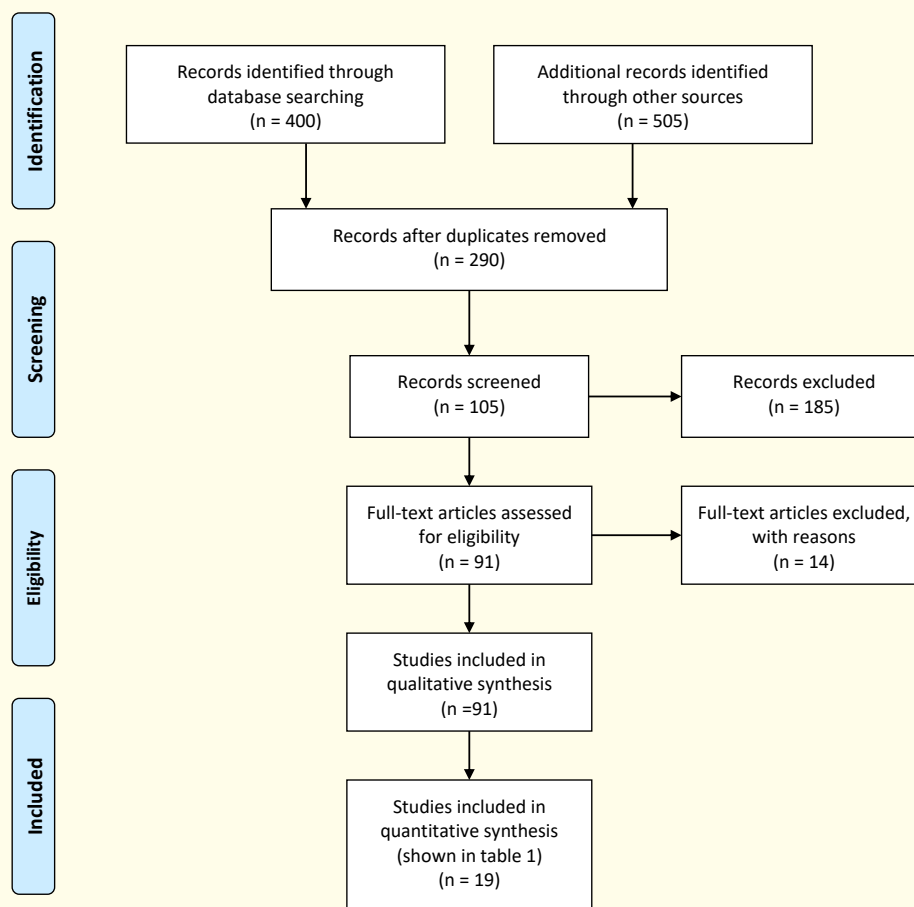 Identification
Records identified through
database searching
(n = 400)
Additional records identified
through other sources
(n = 505)
Records after duplicates removed
(n = 290)
Screening
Records screened
(n = 105)
Records excluded
(n = 185)
Eligibility
Full-text articles assessed
for eligibility
(n = 91)
Full-text articles excluded,
with reasons
(n = 14)
Studies included in
qualitative synthesis
(n =91)
Included
Studies included in
quantitative synthesis
(shown in table 1)
(n = 19)